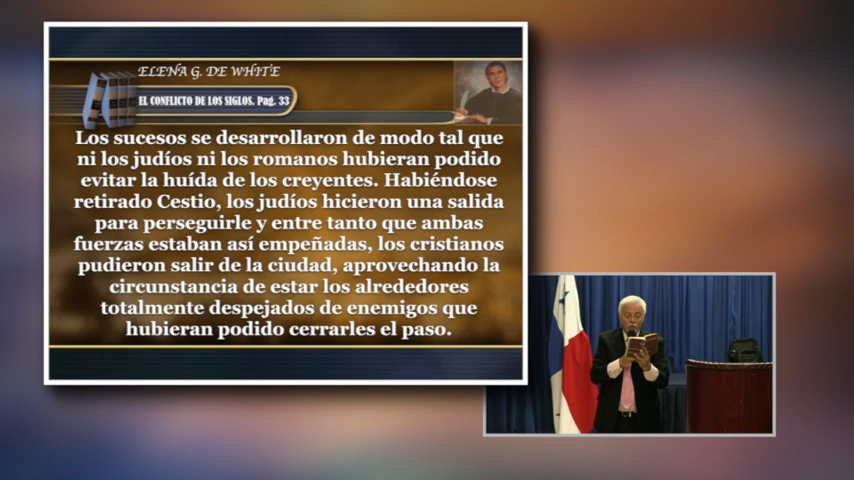 ELENA G. DE WHITE
EL CONFLICTO DE LOS SIGLOS. Pag. 33
Los sucesos se desarrollaron de modo tal que
ni los judíos ni los romanos hubieran podido
evitar la huída de los creyentes. Habiéndose
retirado Cestio, los judíos hicieron una salida
para perseguirle y entre tanto que ambas
fuerzas estaban así empeñadas, los cristianos
pudieron salir de la ciudad, aprovechando la
circunstancia de estar los alrededores
totalmente despejados de enemigos que
hubieran podido cerrarles el paso.